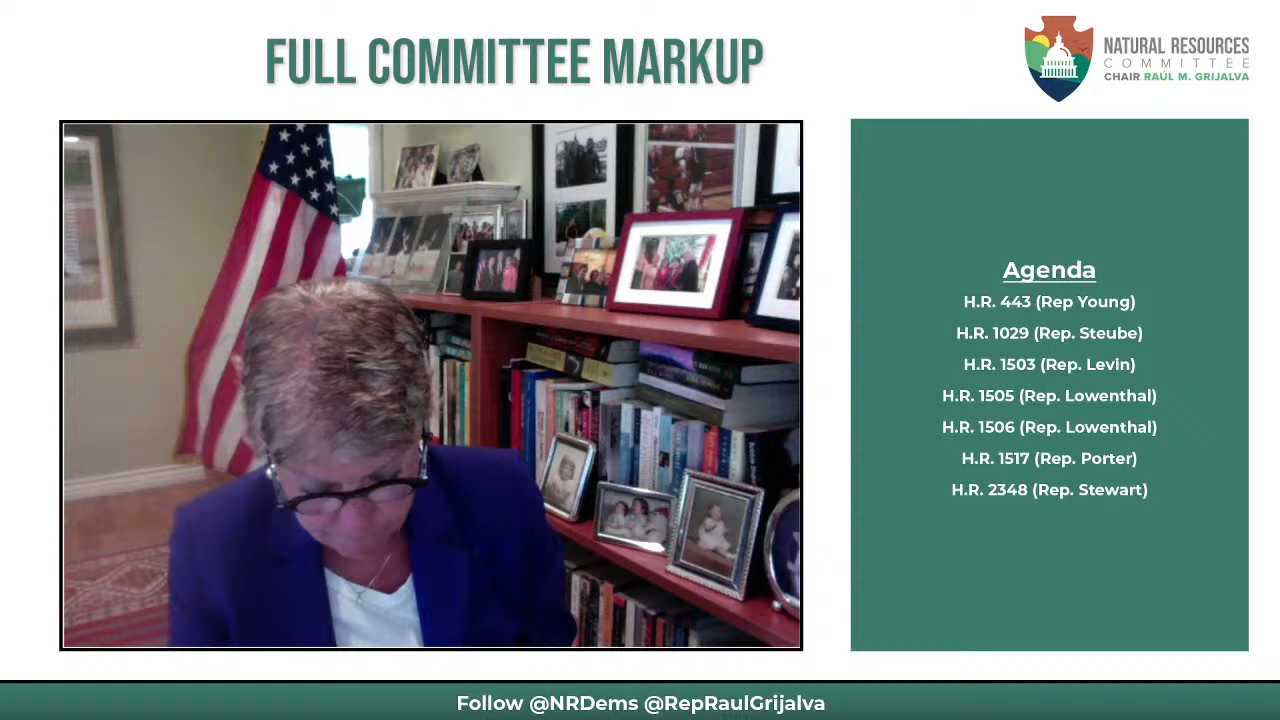 FULL COMMITTEE MARKUP
NATURAL RESOURCES
COMMITTEE
CHAIR RAÚL M. GRIJALVA
Agenda
H.R. 443 (Rep Young)
H.R. 1029 (Rep. Steube)
H.R. 1503 (Rep. Levin)
H.R. 1505 (Rep. Lowenthal)
H.R. 1506 (Rep. Lowenthal)
H.R. 1517 (Rep. Porter)
H.R. 2348 (Rep. Stewart)
Follow @NRDems @RepRaulGrijalva